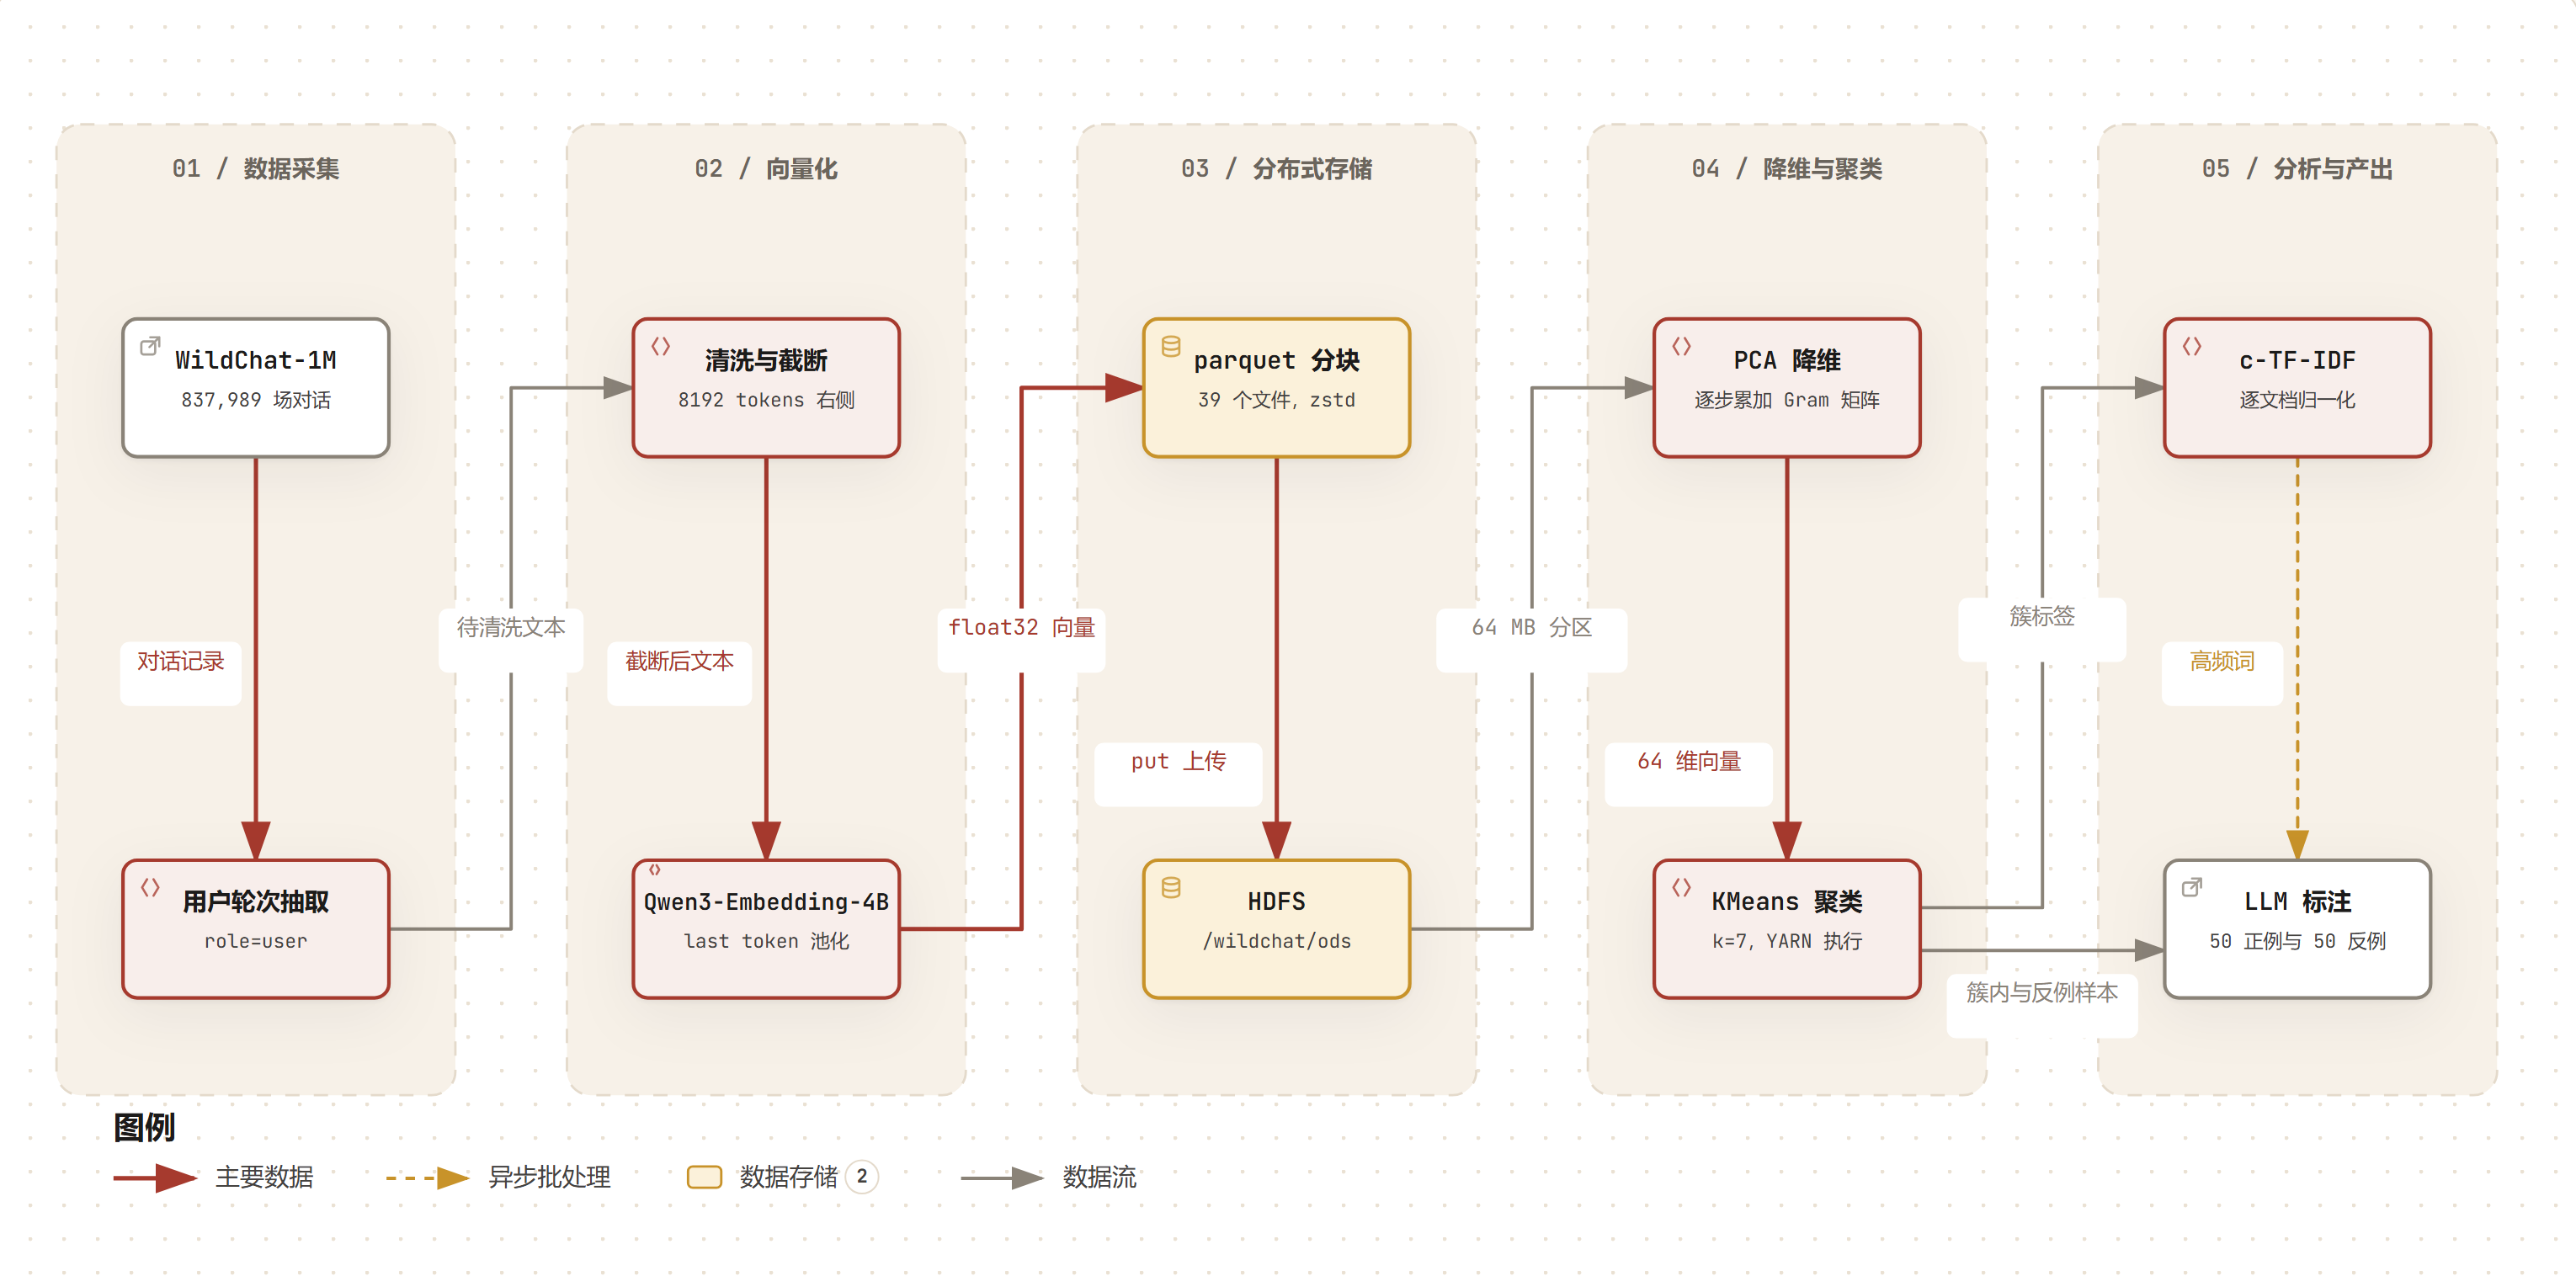 01 / 数据采集
WildChat-1M
837,989 场对话
对话记录
用户轮次抽取
role=user
待清洗文本
02 / 向量化
清洗与截断
8192 tokens 右侧
截断后文本
Qwen3-Embedding-4B
last token 池化
float32 向量
03 / 分布式存储
parquet 分块
39 个文件, zstd
put 上传
HDFS
/wildchat/ods
64 MB 分区
04 / 降维与聚类
PCA 降维
逐步累加 Gram 矩阵
64 维向量
KMeans 聚类
k=7, YARN 执行
簇标签
簇内与反例样本
05 / 分析与产出
c-TF-IDF
逐文档归一化
高频词
LLM 标注
50 正例与 50 反例
图例
主要数据
异步批处理
数据存储 2
数据流